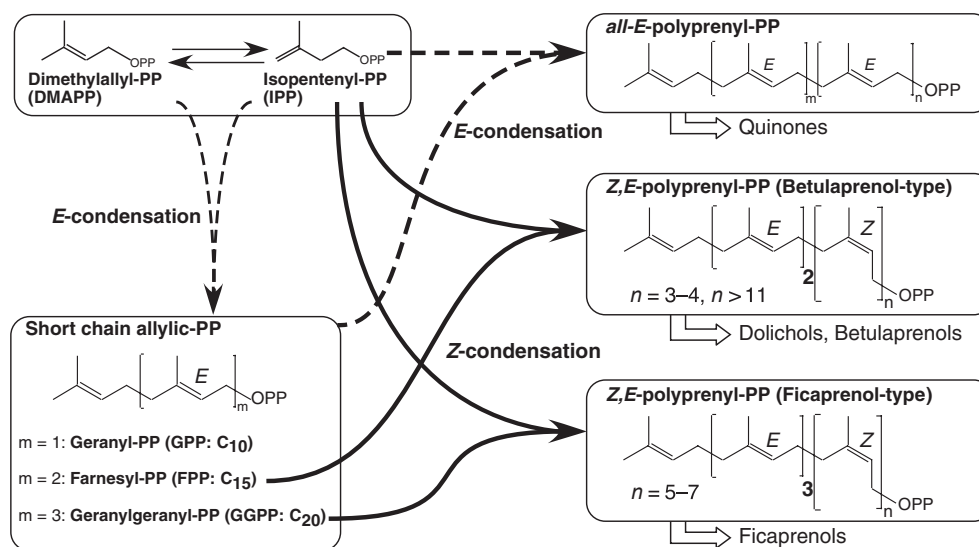 Dimethylallyl-PP
(DMAPP)
OPP
Isopentenyl-PP
(IPP)
OPP
E-condensation
E-condensation
Short chain allylic-PP
E
m
OPP
m = 1: Geranyl-PP (GPP: C10)
m = 2: Farnesyl-PP (FPP: C15)
m = 3: Geranylgeranyl-PP (GGPP: C20)
Z-condensation
all-E-polyprenyl-PP
E
m
E
n
OPP
Quinones
Z,E-polyprenyl-PP (Betulaprenol-type)
E
2
Z
n
OPP
n = 3–4, n > 11
Dolichols, Betulaprenols
Z,E-polyprenyl-PP (Ficaprenol-type)
E
3
Z
n
OPP
n = 5–7
Ficaprenols